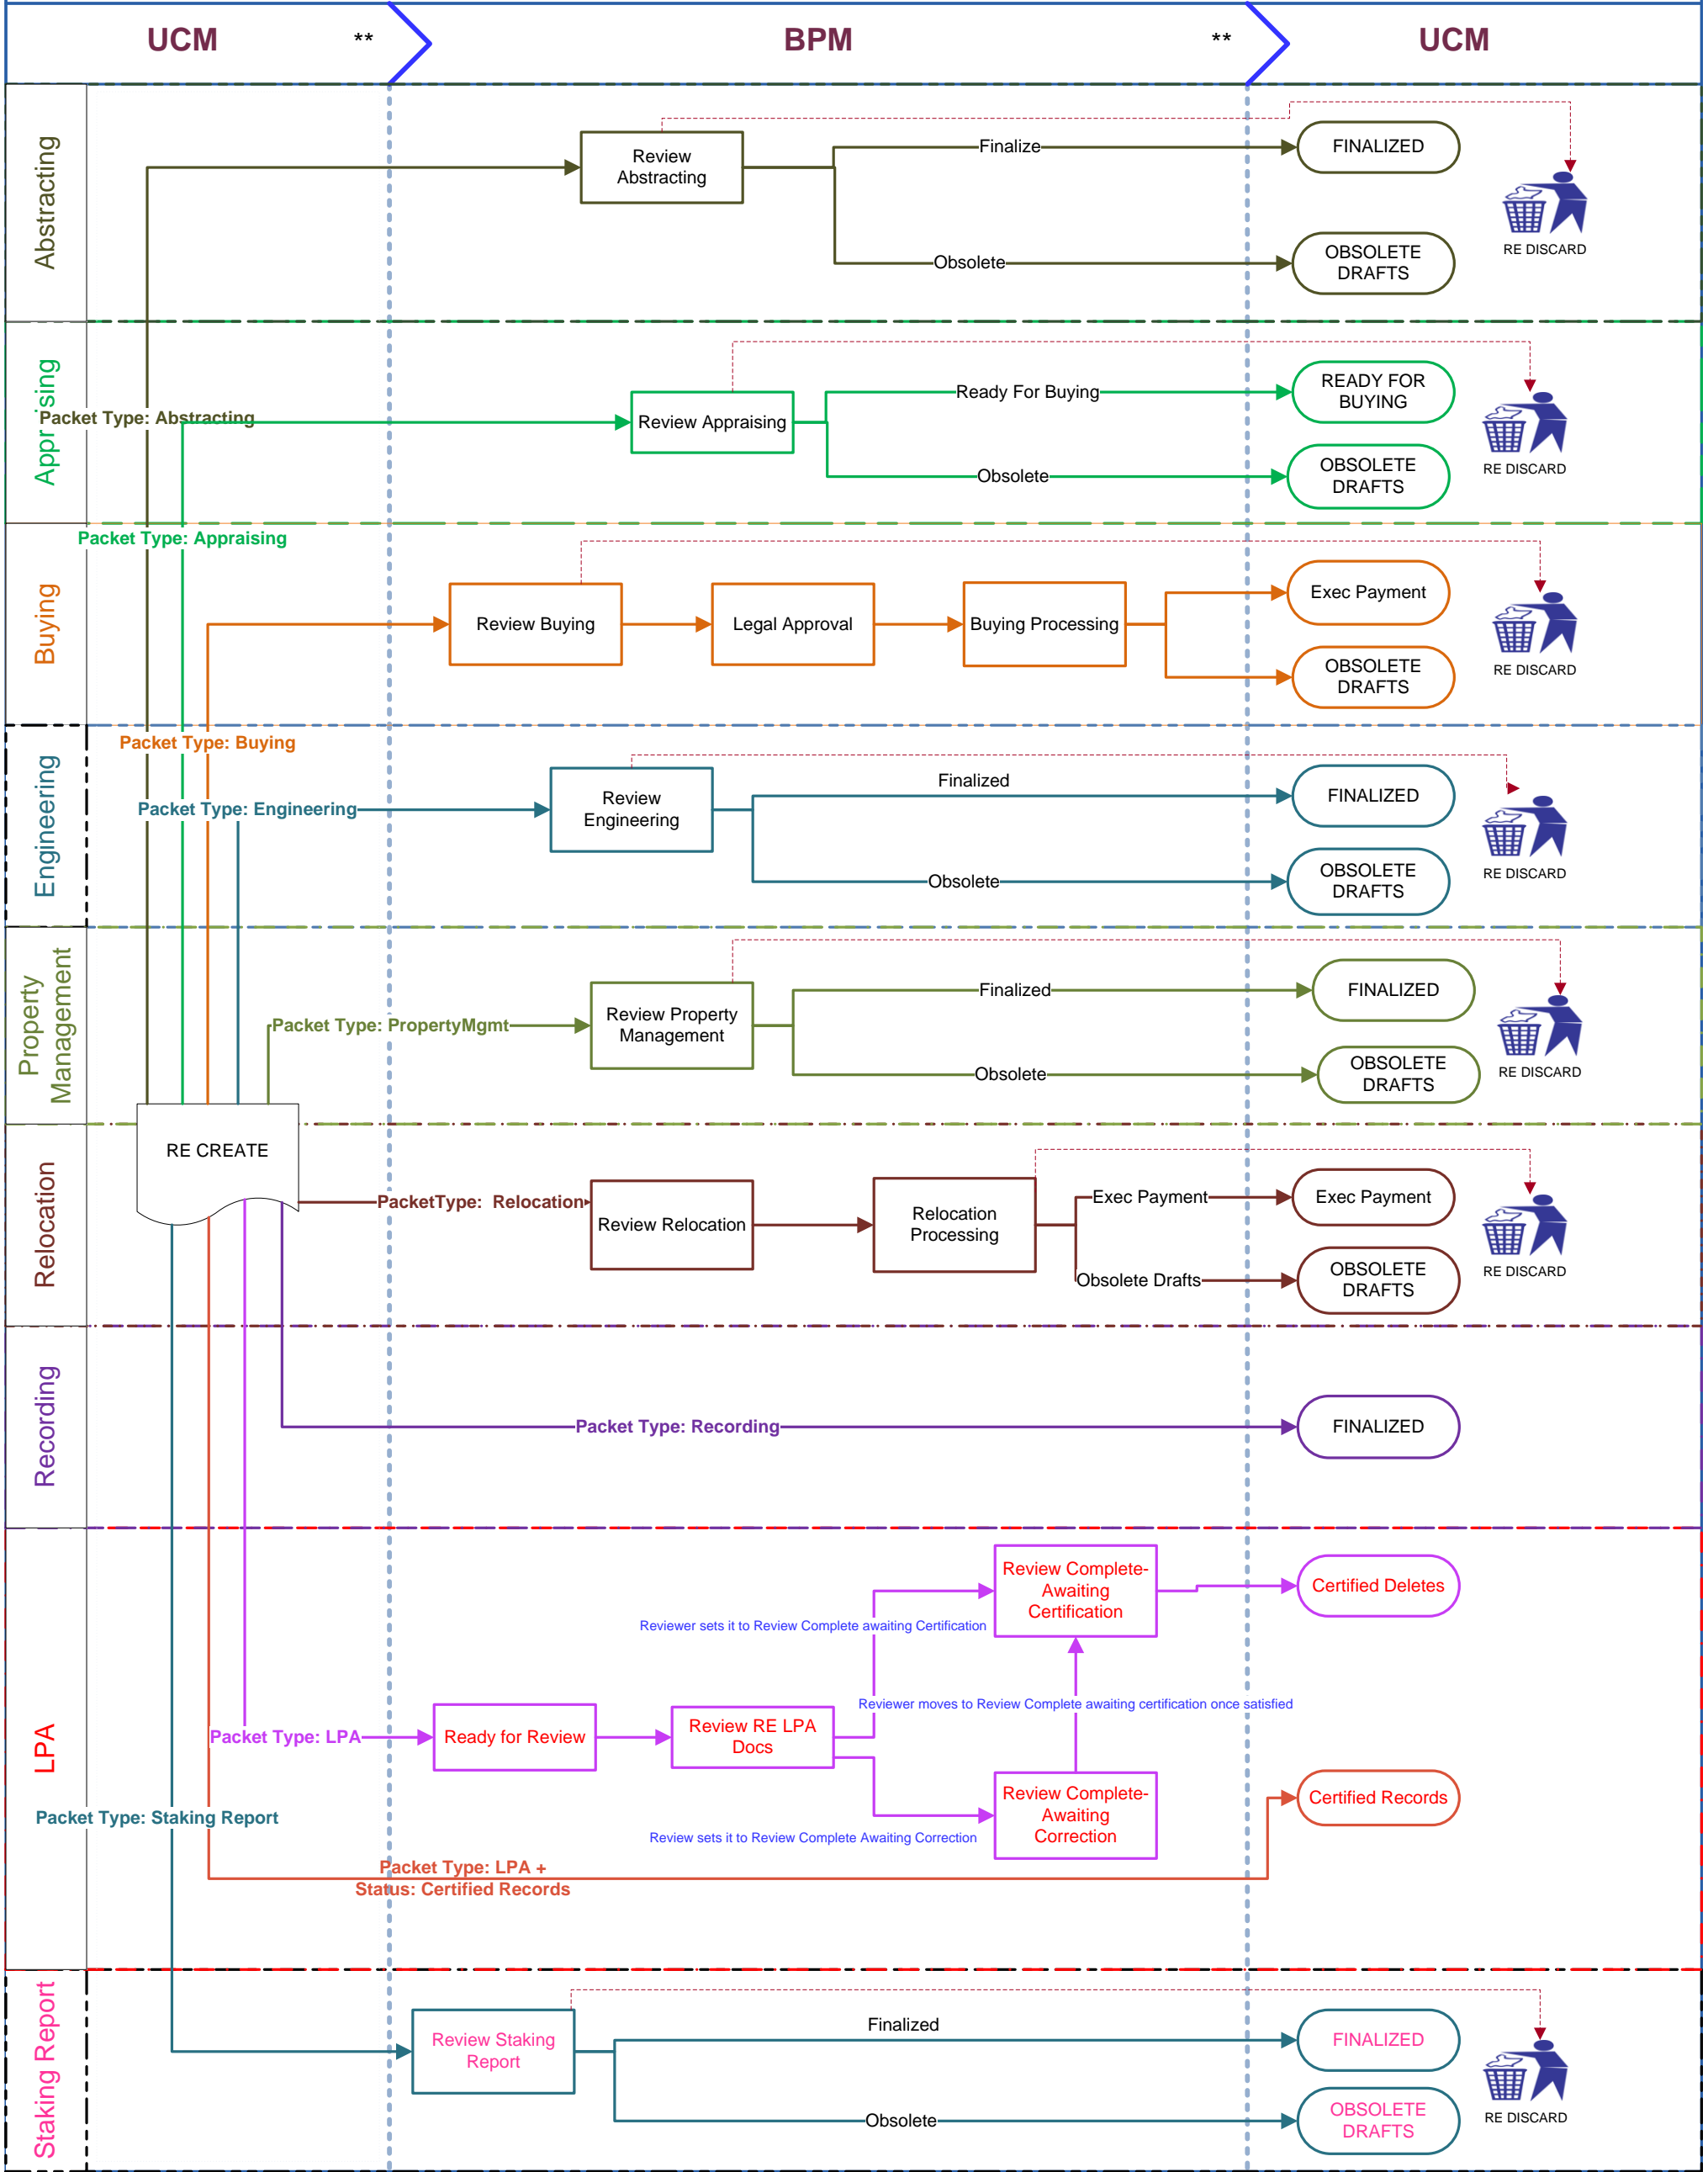 UCM
**
BPM
**
UCM
Abstracting
Review
Abstracting
Finalize
FINALIZED
Obsolete
OBSOLETE
DRAFTS
RE DISCARD
Packet Type: Abstracting
Review Appraising
Ready For Buying
READY FOR
BUYING
Obsolete
OBSOLETE
DRAFTS
RE DISCARD
Packet Type: Appraising
Buying
Review Buying
Legal Approval
Buying Processing
Exec Payment
OBSOLETE
DRAFTS
RE DISCARD
Packet Type: Buying
Engineering
Packet Type: Engineering
Review
Engineering
Finalized
FINALIZED
Obsolete
OBSOLETE
DRAFTS
RE DISCARD
Property
Management
Packet Type: PropertyMgmt
Review Property
Management
Finalized
FINALIZED
Obsolete
OBSOLETE
DRAFTS
RE DISCARD
RE CREATE
Relocation
PacketType:  Relocation
Review Relocation
Relocation
Processing
Exec Payment
Exec Payment
Obsolete Drafts
OBSOLETE
DRAFTS
RE DISCARD
Recording
Packet Type: Recording
FINALIZED
LPA
Review Complete-
Awaiting
Certification
Certified Deletes
Reviewer sets it to Review Complete awaiting Certification
Reviewer moves to Review Complete awaiting certification once satisfied
Packet Type: LPA
Ready for Review
Review RE LPA
Docs
Review Complete-
Awaiting
Correction
Certified Records
Packet Type: Staking Report
Review sets it to Review Complete Awaiting Correction
Packet Type: LPA +
Status: Certified Records
Staking Report
Review Staking
Report
Finalized
FINALIZED
Obsolete
OBSOLETE
DRAFTS
RE DISCARD